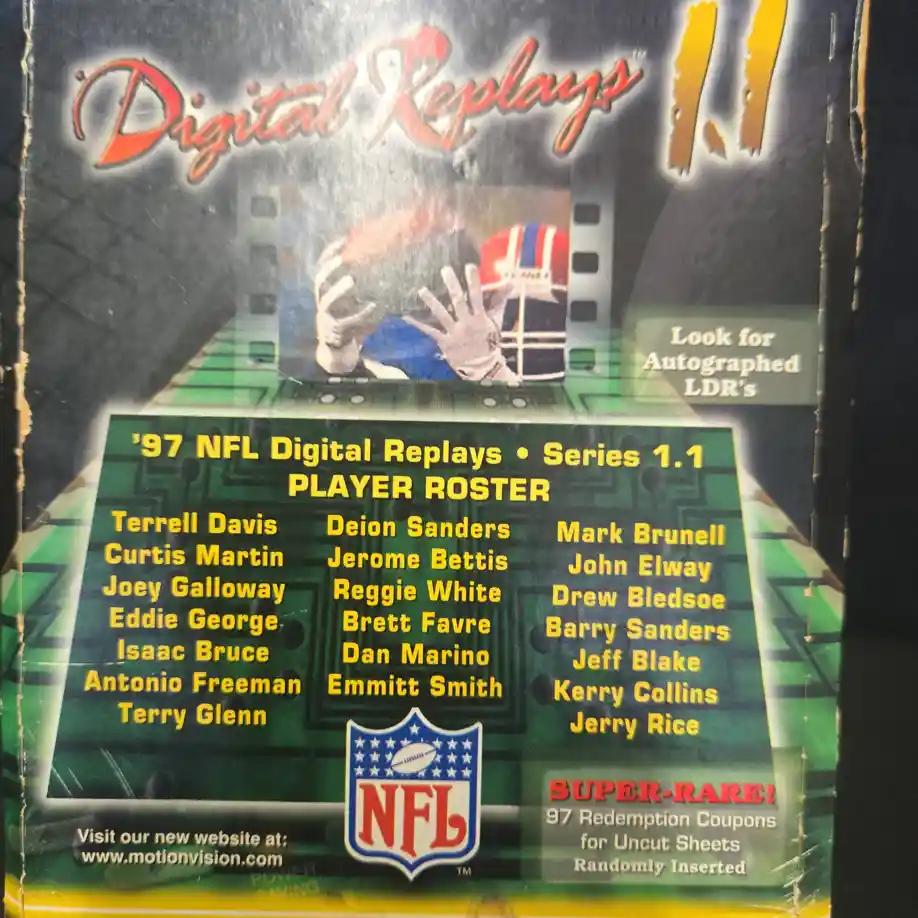 Digital Replays™ 1.1
Look for
Autographed
LDR's
'97 NFL Digital Replays • Series 1.1
PLAYER ROSTER
Terrell Davis
Curtis Martin
Joey Galloway
Eddie George
Isaac Bruce
Antonio Freeman
Terry Glenn
Deion Sanders
Jerome Bettis
Reggie White
Brett Favre
Dan Marino
Emmitt Smith
Mark Brunell
John Elway
Drew Bledsoe
Barry Sanders
Jeff Blake
Kerry Collins
Jerry Rice
NFL
TM
SUPER-RARE!
97 Redemption Coupons
for Uncut Sheets
Randomly Inserted
Visit our new website at:
www.motionvision.com